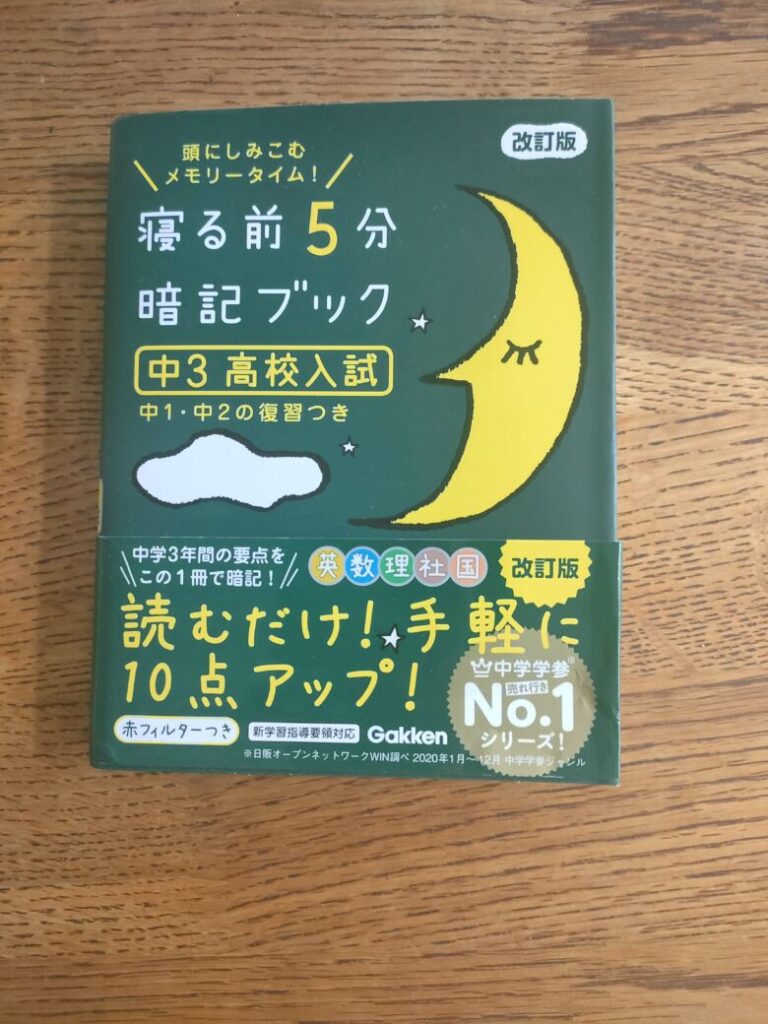 改訂版
頭にしみこむ
メモリータイム!
寝る前5分
暗記ブック
中3 高校入試
中1・中2の復習つき
中学3年間の要点を
この1冊で暗記!
英数理社国
改訂版
読むだけ!手軽に
10点アップ!
中学学参※
売れ行き
No.1
シリーズ!
赤フィルターつき
新学習指導要領対応
Gakken
※日販オープンネットワークWIN調べ 2020年1月〜12月 中学学参ジャンル